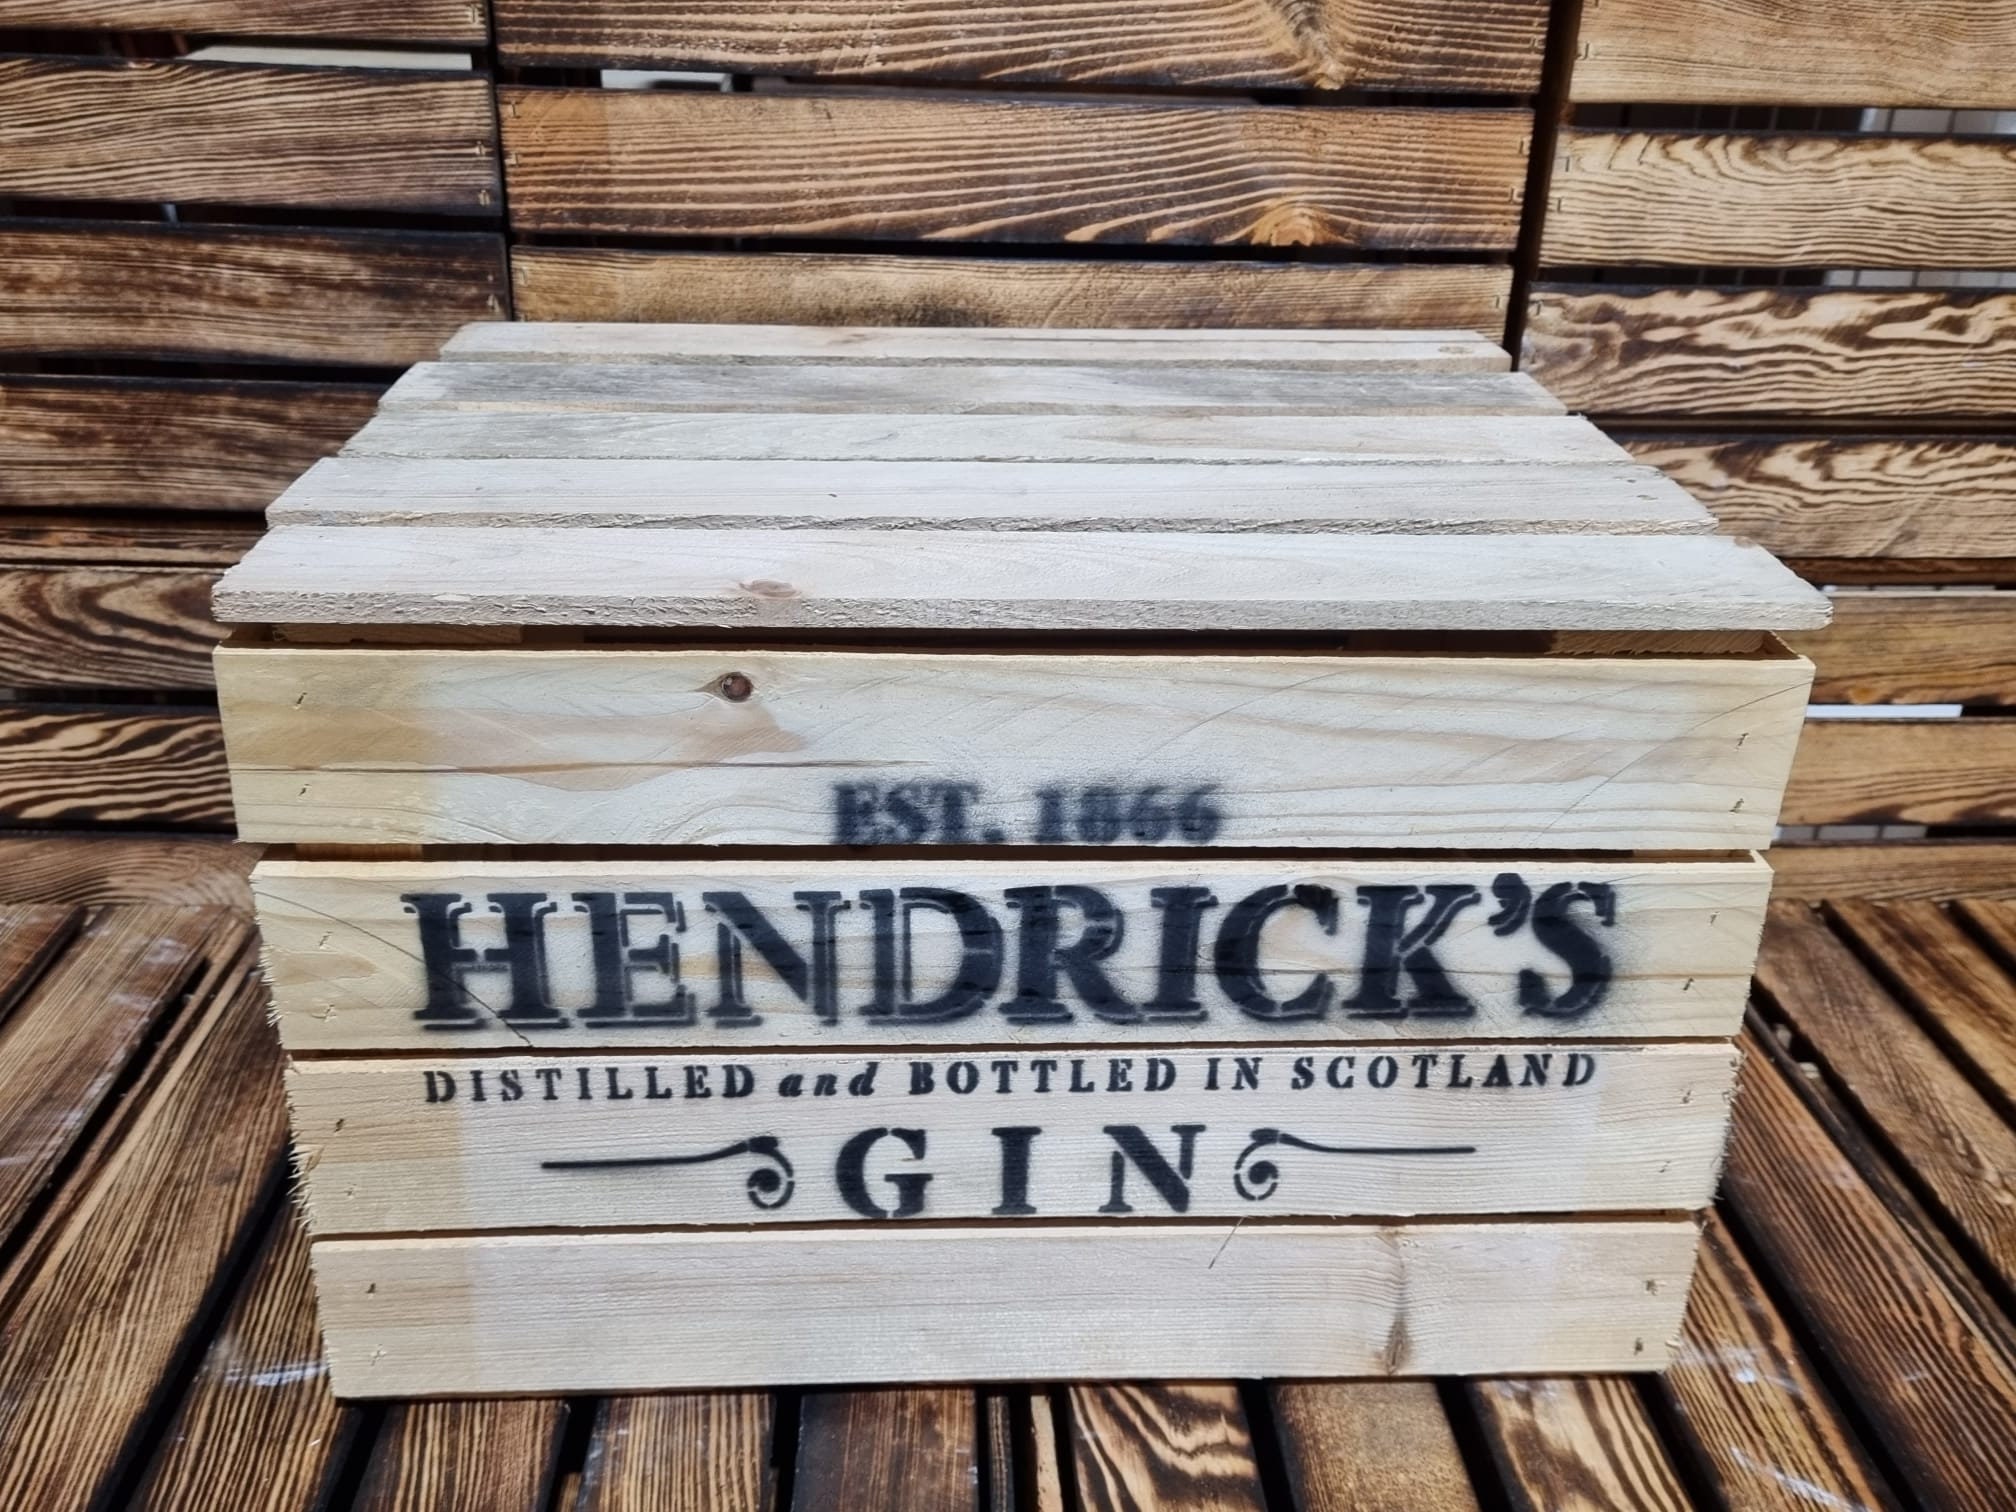 EST. 1866
HENDRICK'S
DISTILLED and BOTTLED IN SCOTLAND
GIN